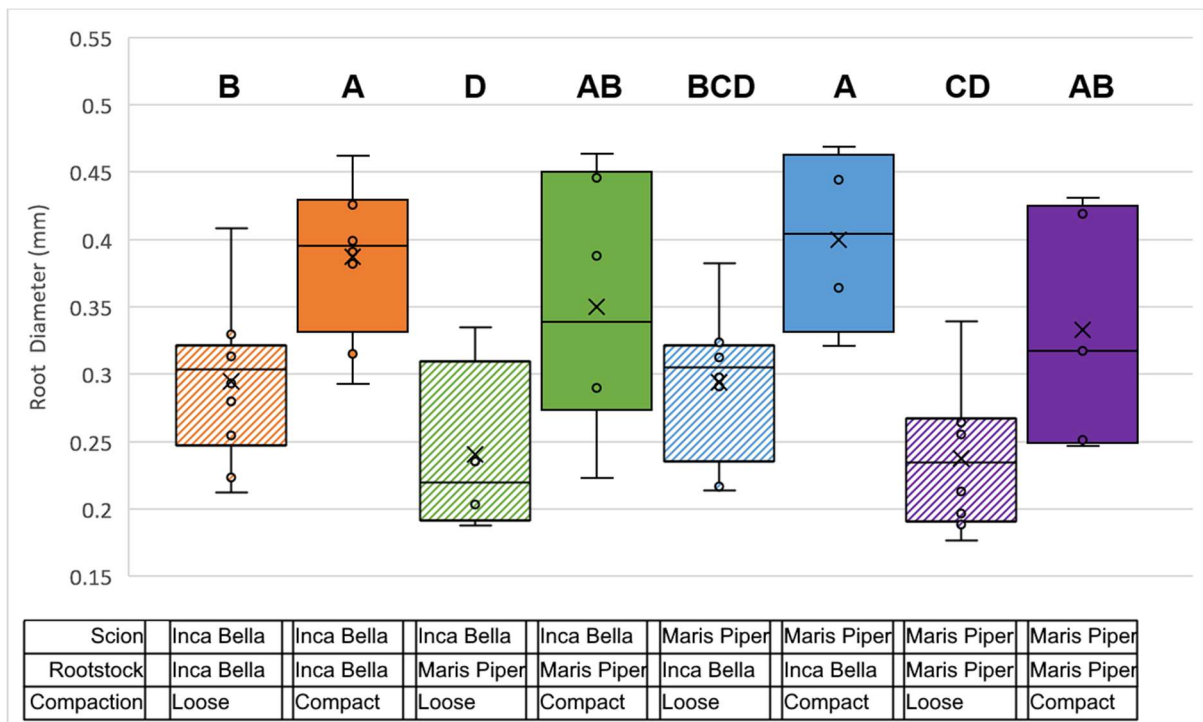 0.55
B A D AB BCD A CD AB
0.5
0.45
0.4
0.35
0.3
0.25
0.2
0.15
Root Diameter (mm)
Scion Inca Bella Inca Bella Inca Bella Inca Bella Maris Piper Maris Piper Maris Piper Maris Piper
Rootstock Inca Bella Inca Bella Maris Piper Maris Piper Inca Bella Inca Bella Maris Piper Maris Piper
Compaction Loose Compact Loose Compact Loose Compact Loose Compact